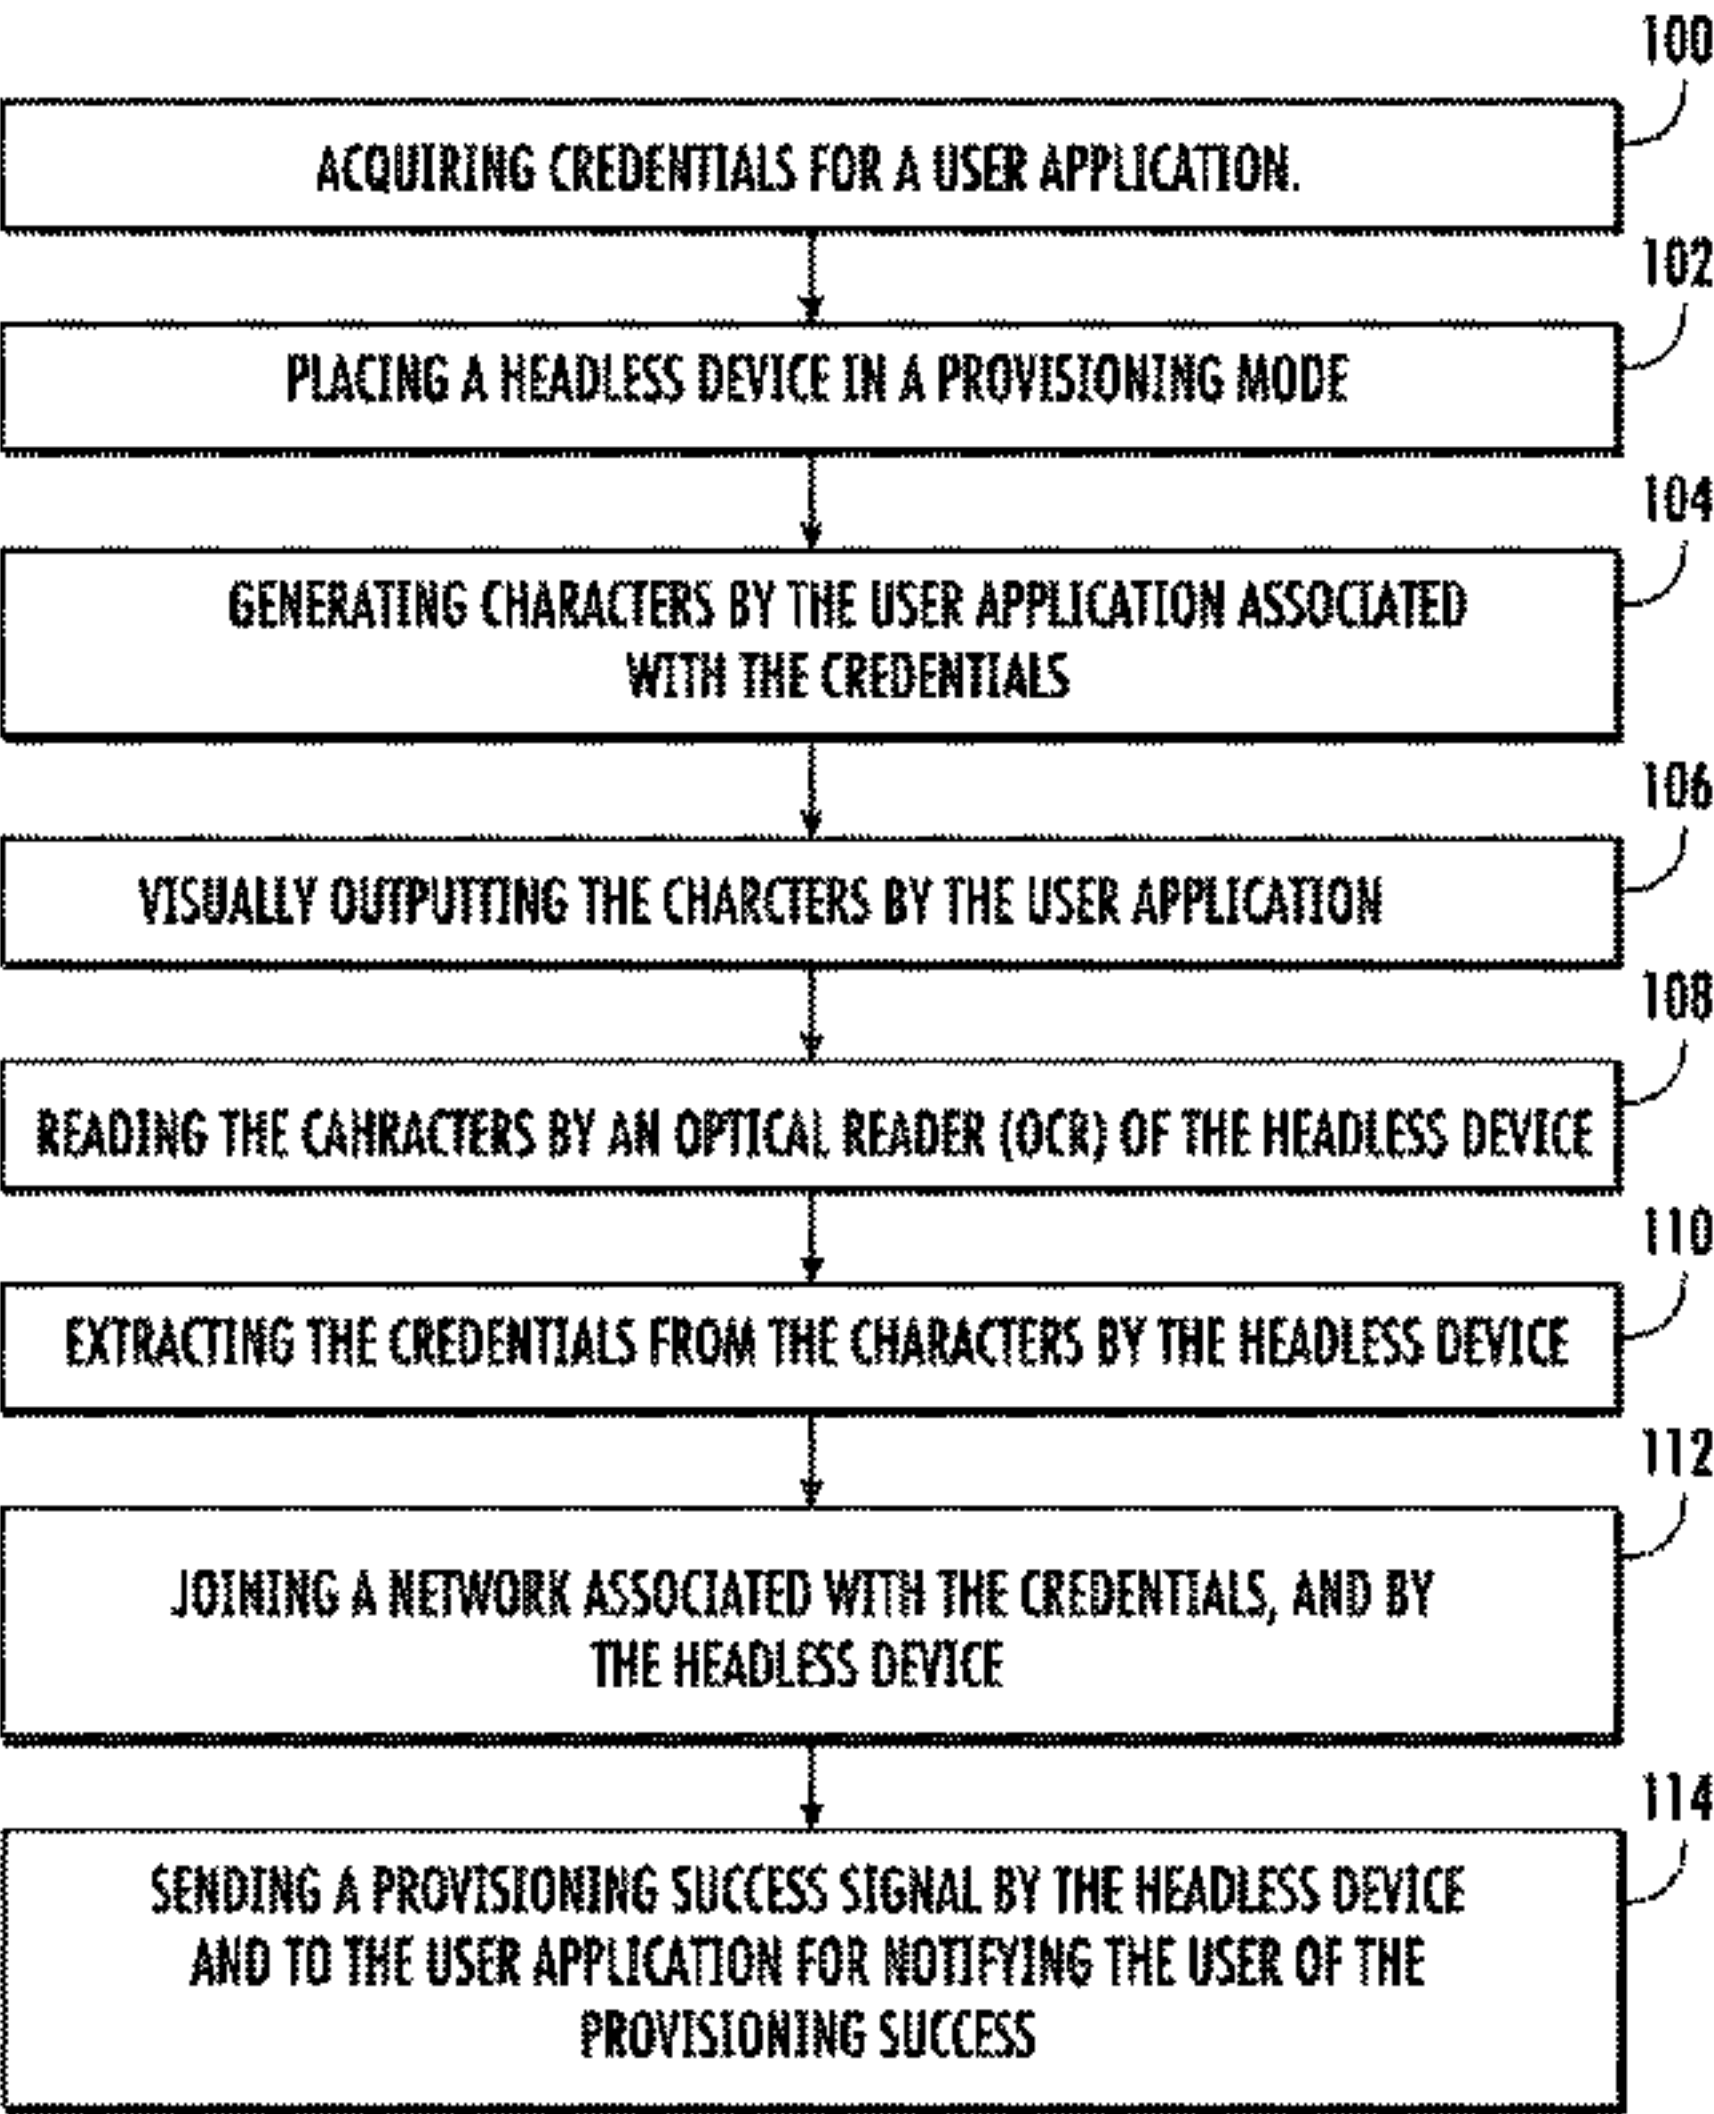 100
ACQUIRING CREDENTIALS FOR A USER APPLICATION.
102
PLACING A HEADLESS DEVICE IN A PROVISIONING MODE
104
GENERATING CHARACTERS BY THE USER APPLICATION ASSOCIATED
WITH THE CREDENTIALS
106
VISUALLY OUTPUTTING THE CHARCTERS BY THE USER APPLICATION
108
READING THE CAHRACTERS BY AN OPTICAL READER (OCR) OF THE HEADLESS DEVICE
110
EXTRACTING THE CREDENTIALS FROM THE CHARACTERS BY THE HEADLESS DEVICE
112
JOINING A NETWORK ASSOCIATED WITH THE CREDENTIALS, AND BY
THE HEADLESS DEVICE
114
SENDING A PROVISIONING SUCCESS SIGNAL BY THE HEADLESS DEVICE
AND TO THE USER APPLICATION FOR NOTIFYING THE USER OF THE
PROVISIONING SUCCESS